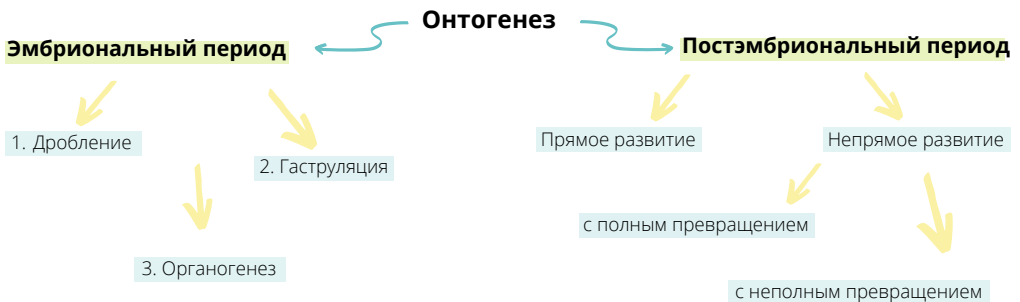 Онтогенез
Эмбриональный период
Постэмбриональный период
1. Дробление
2. Гаструляция
3. Органогенез
Прямое развитие
Непрямое развитие
с полным превращением
с неполным превращением